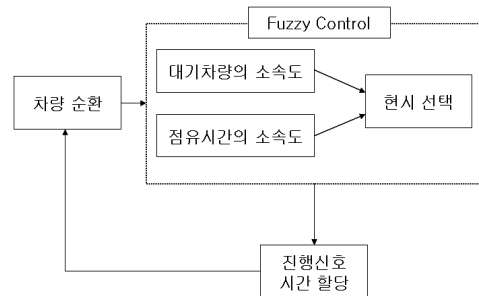 Fuzzy Control
대기차량의 소속도
차량 순환
현시 선택
점유시간의 소속도
진행신호
시간 할당